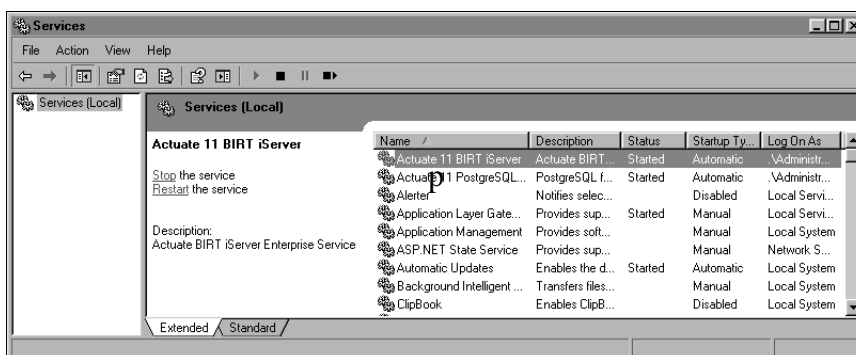 Services
File Action View Help
Services (Local)
Services (Local)
Actuate 11 BIRT iServer
Stop the service
Restart the service
Description:
Actuate BIRT iServer Enterprise Service
Name Description Status Startup Ty... Log On As
Actuate 11 BIRT iServer Actuate BIRT... Started Automatic .\Administr...
Actuate 11 PostgreSQL... PostgreSQL f... Started Automatic .\Administr...
p
Alerter Notifies selec... Disabled Local Servi...
Application Layer Gate... Provides sup... Started Manual Local Servi...
Application Management Provides soft... Manual Local System
ASP.NET State Service Provides sup... Manual Network S...
Automatic Updates Enables the d... Started Automatic Local System
Background Intelligent ... Transfers files... Manual Local System
ClipBook Enables ClipB... Disabled Local System
Extended Standard